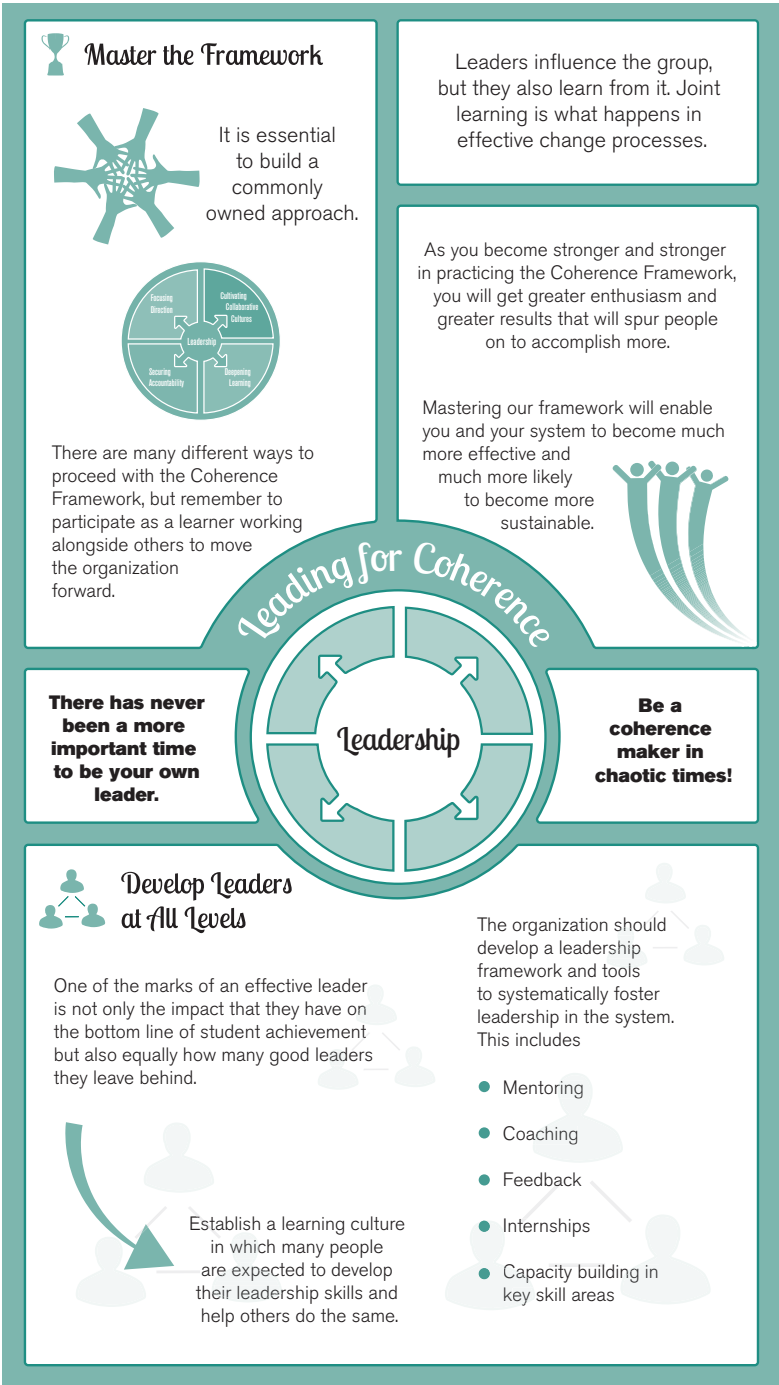 Master the Framework
It is essential
to build a
commonly
owned approach.
Focusing
Direction
Cultivating
Collaborative
Cultures
Leadership
Securing
Accountability
Deepening
Learning
There are many different ways to
proceed with the Coherence
Framework, but remember to
participate as a learner working
alongside others to move
the organization
forward.
Leaders influence the group,
but they also learn from it. Joint
learning is what happens in
effective change processes.
As you become stronger and stronger
in practicing the Coherence Framework,
you will get greater enthusiasm and
greater results that will spur people
on to accomplish more.
Mastering our framework will enable
you and your system to become much
more effective and
much more likely
to become more
sustainable.
Leading for Coherence
Leadership
There has never
been a more
important time
to be your own
leader.
Be a
coherence
maker in
chaotic times!
Develop Leaders
at All Levels
One of the marks of an effective leader
is not only the impact that they have on
the bottom line of student achievement
but also equally how many good leaders
they leave behind.
Establish a learning culture
in which many people
are expected to develop
their leadership skills and
help others do the same.
The organization should
develop a leadership
framework and tools
to systematically foster
leadership in the system.
This includes
● Mentoring
● Coaching
● Feedback
● Internships
● Capacity building in
key skill areas